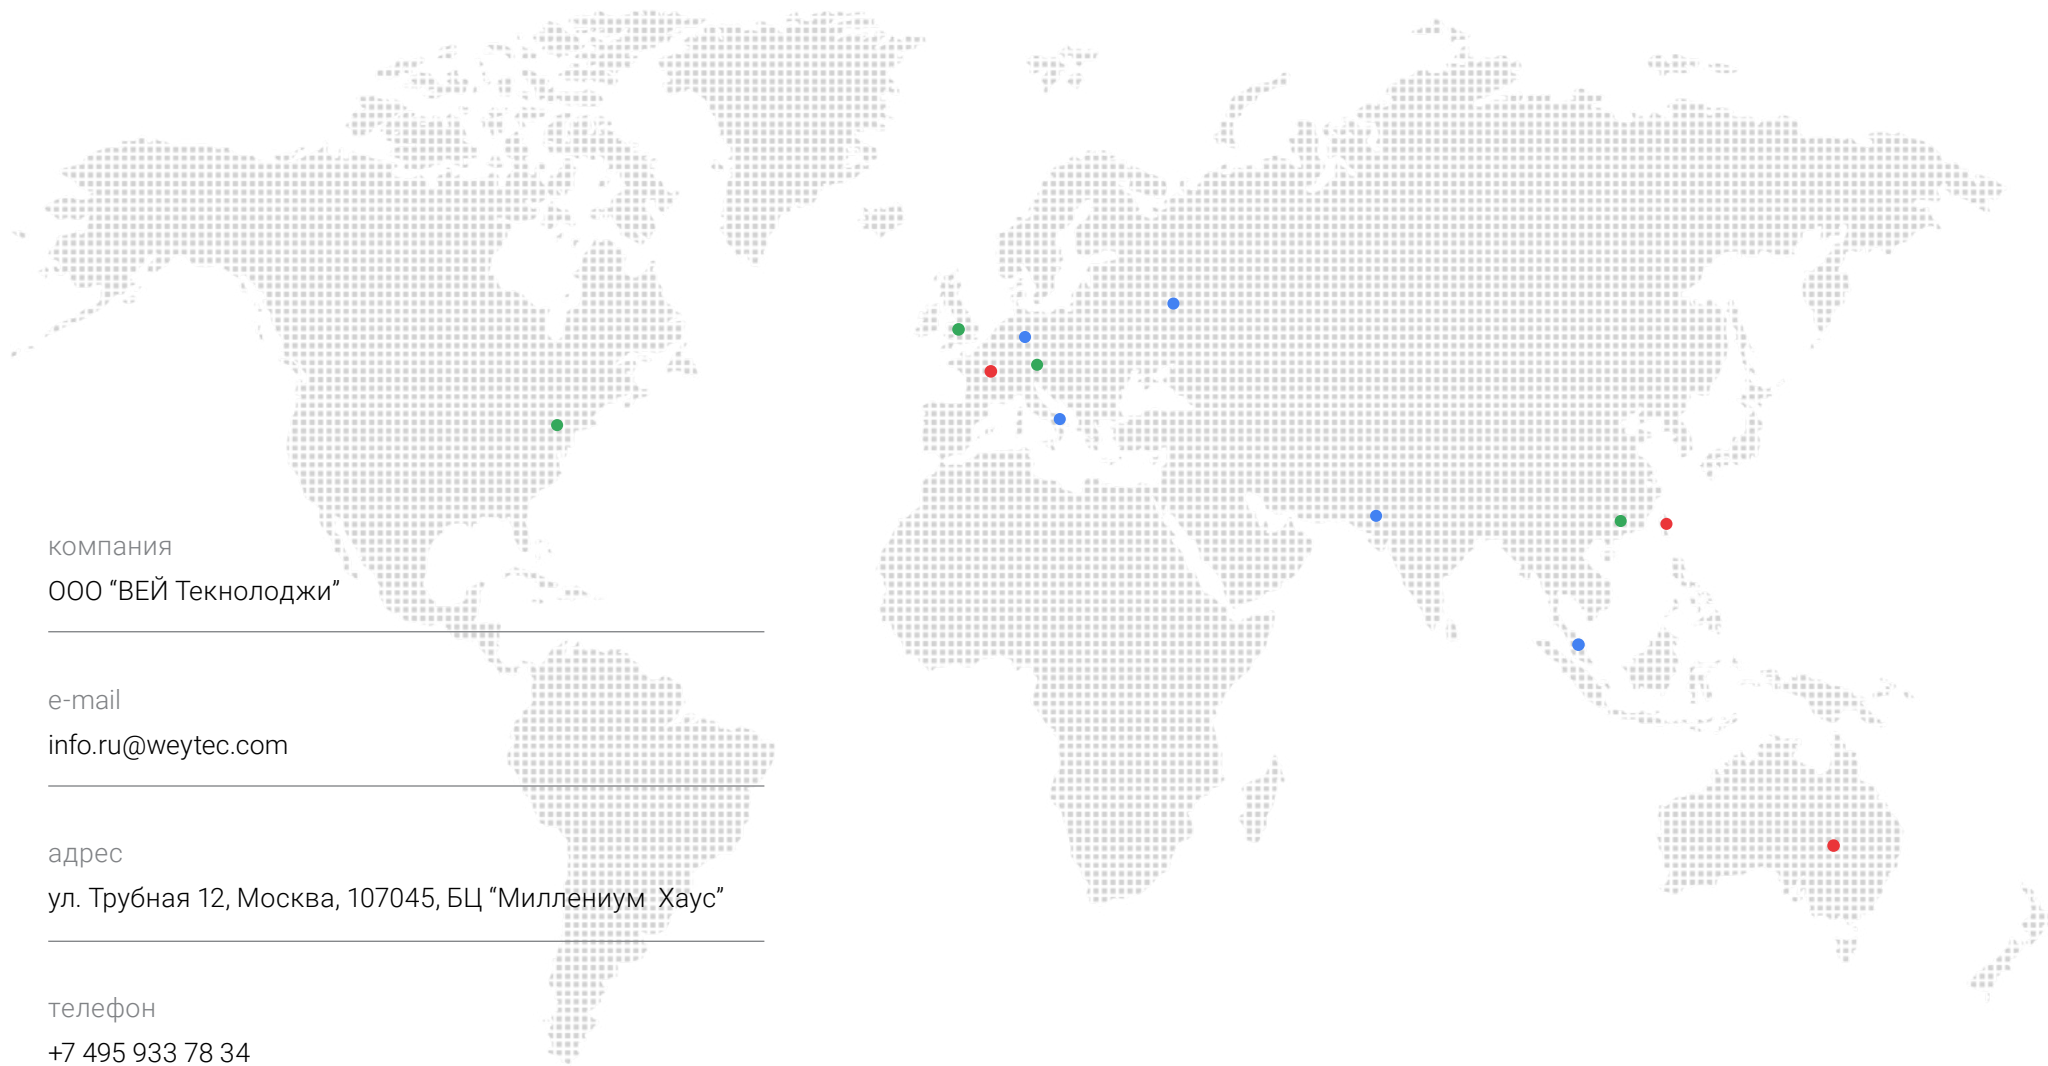 компания
ООО “ВЕЙ Текнолоджи”
e-mail
info.ru@weytec.com
адрес
ул. Трубная 12, Москва, 107045, БЦ “Миллениум  Хаус”
телефон
+7 495 933 78 34